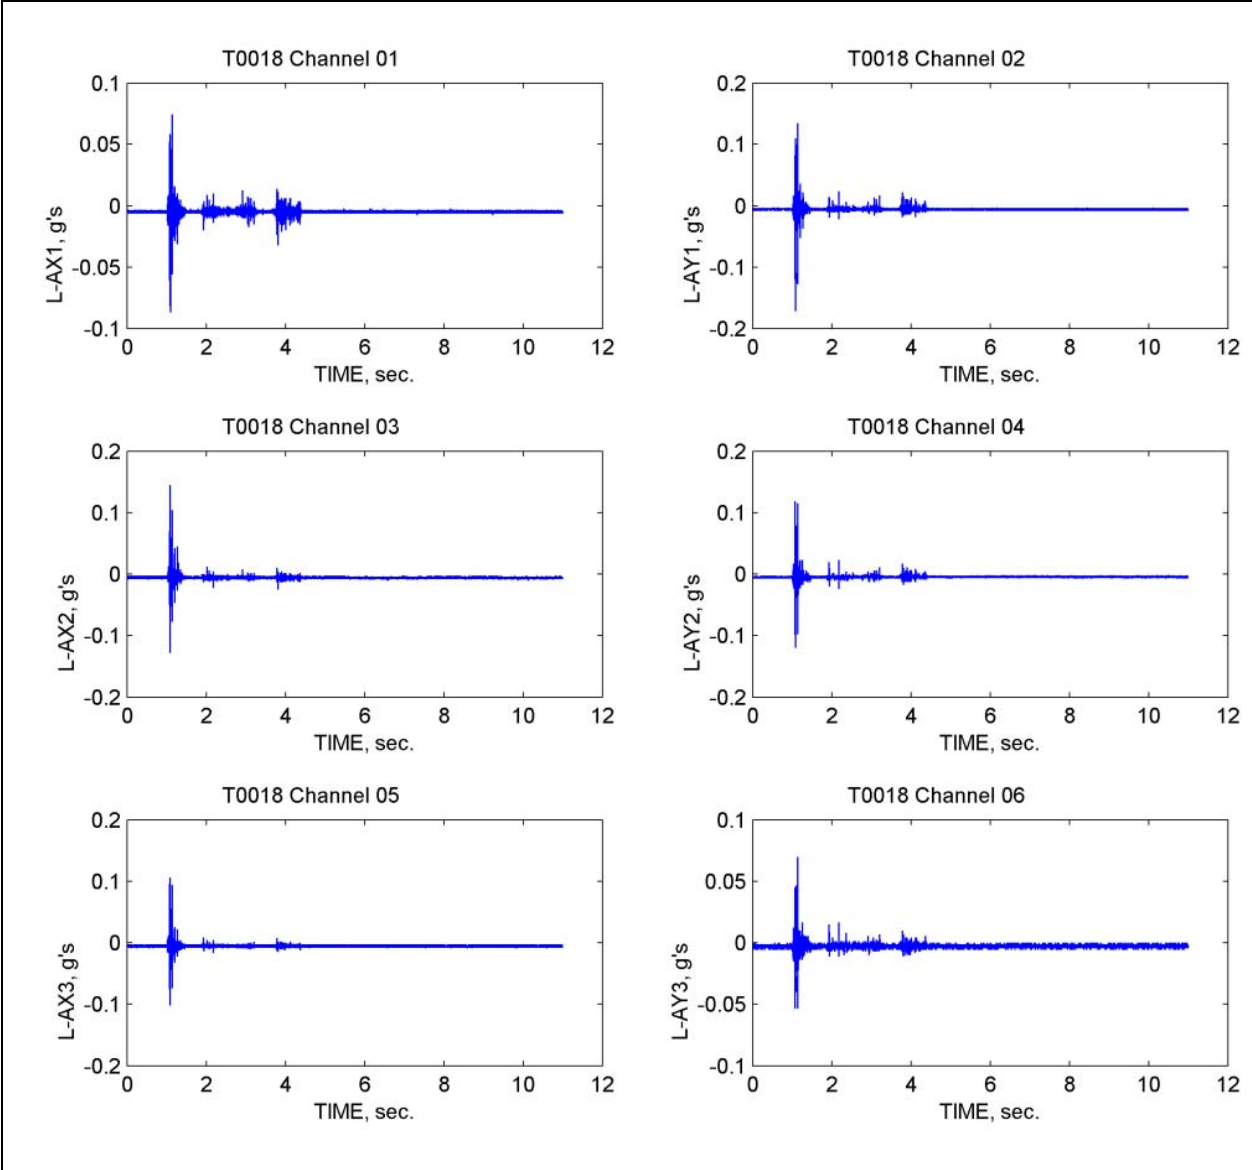 T0018 Channel 01
0.1
0.05
0
-0.05
-0.1
L-AX1, g's
0 2 4 6 8 10 12
TIME, sec.
T0018 Channel 02
0.2
0.1
0
-0.1
-0.2
L-AY1, g's
0 2 4 6 8 10 12
TIME, sec.
T0018 Channel 03
0.2
0.1
0
-0.1
-0.2
L-AX2, g's
0 2 4 6 8 10 12
TIME, sec.
T0018 Channel 04
0.2
0.1
0
-0.1
-0.2
L-AY2, g's
0 2 4 6 8 10 12
TIME, sec.
T0018 Channel 05
0.2
0.1
0
-0.1
-0.2
L-AX3, g's
0 2 4 6 8 10 12
TIME, sec.
T0018 Channel 06
0.1
0.05
0
-0.05
-0.1
L-AY3, g's
0 2 4 6 8 10 12
TIME, sec.